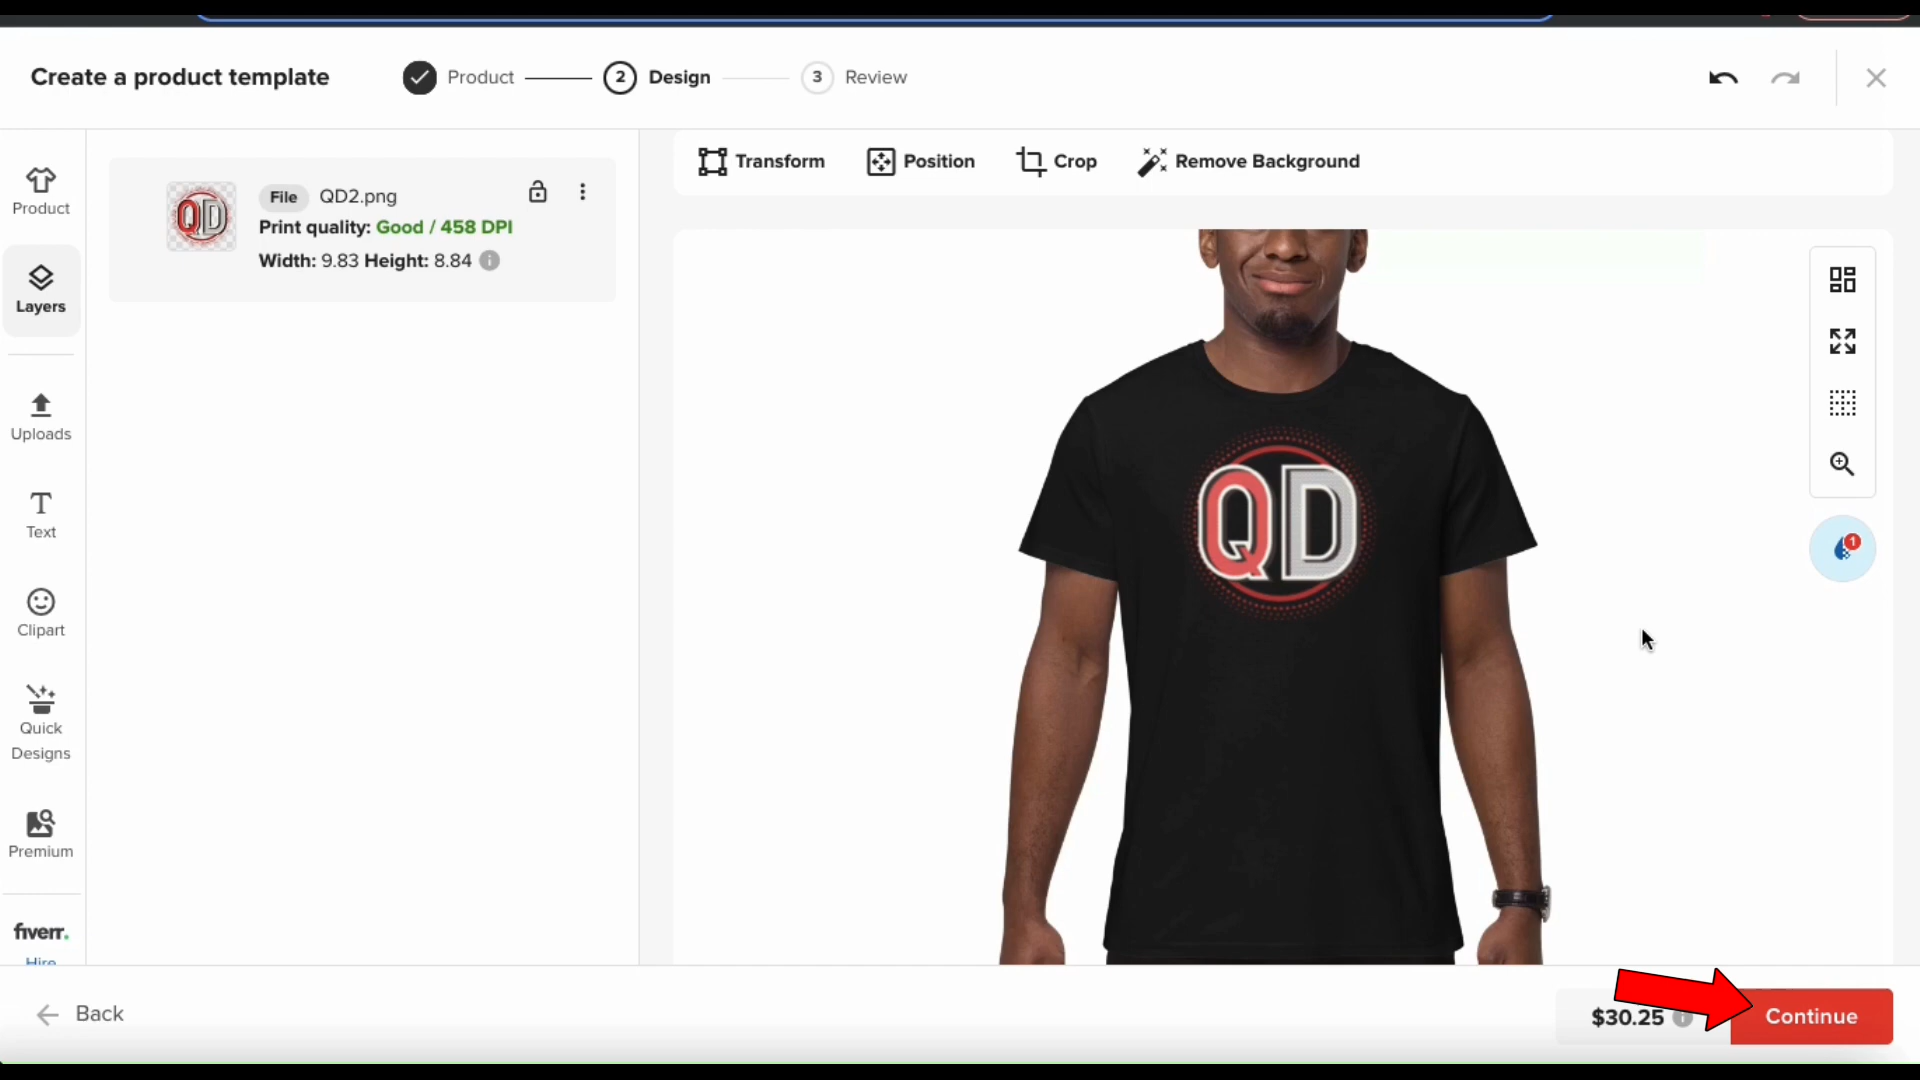 Create a product template
Product
2
Design
3
Review
Transform
Position
Crop
Remove Background
Product
Layers
Uploads
Text
Clipart
Quick
Designs
Premium
fiverr.
Hire
QD
File QD2.png
Print quality: Good / 458 DPI
Width: 9.83 Height: 8.84
QD
1
Back
$30.25
Continue